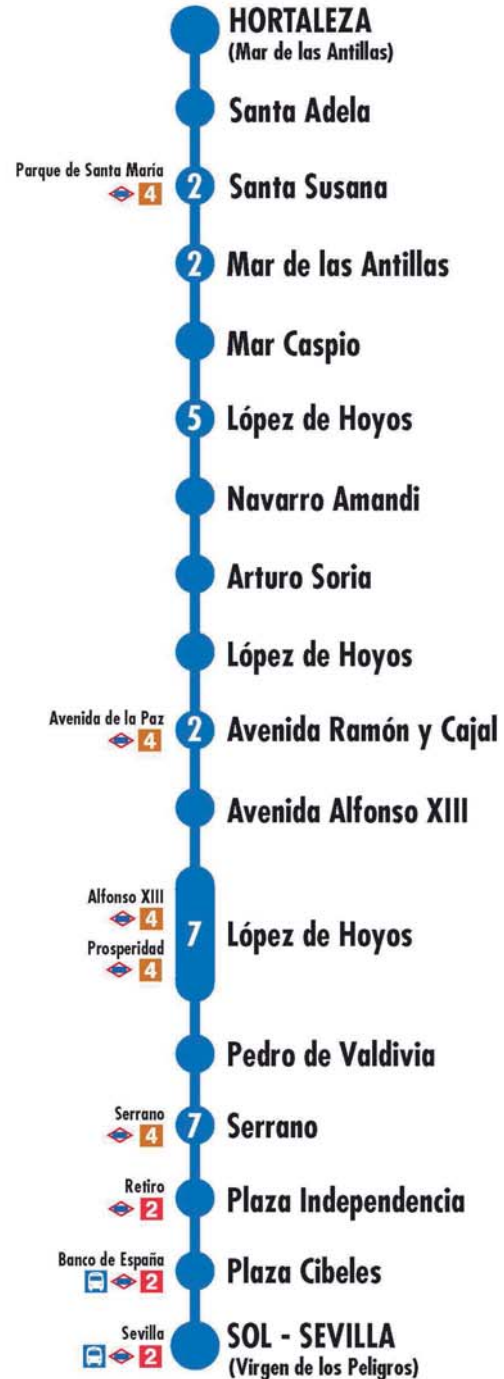 HORTALEZA
(Mar de las Antillas)
Santa Adela
Parque de Santa María
4
2
Santa Susana
2
Mar de las Antillas
Mar Caspio
5
López de Hoyos
Navarro Amandi
Arturo Soria
López de Hoyos
Avenida de la Paz
4
2
Avenida Ramón y Cajal
Avenida Alfonso XIII
Alfonso XIII
4
Prosperidad
4
7
López de Hoyos
Pedro de Valdivia
Serrano
4
7
Serrano
Retiro
2
Plaza Independencia
Banco de España
2
Plaza Cibeles
Sevilla
2
SOL - SEVILLA
(Virgen de los Peligros)